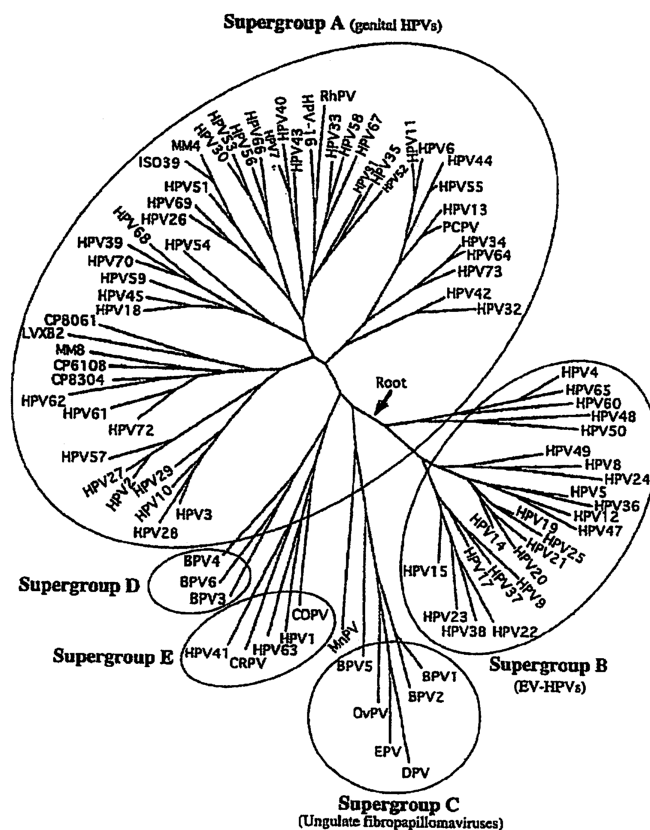 Supergroup A (genital HPVs)
RhPV
HPV-16
HPV40
HPV43
HPV7
HPV66
HPV56
HPV53
HPV30
MM4
ISO39
HPV51
HPV69
HPV26
HPV68
HPV54
HPV39
HPV70
HPV59
HPV45
HPV18
CP8061
LVX82
MM8
CP6108
CP8304
HPV62
HPV61
HPV72
HPV57
HPV27
HPV2
HPV29
HPV10
HPV28
HPV3
HPV33
HPV58
HPV67
HPV31
HPV35
HPV52
HPV11
HPV6
HPV44
HPV55
HPV13
PCPV
HPV34
HPV64
HPV73
HPV42
HPV32
Root
HPV4
HPV65
HPV60
HPV48
HPV50
HPV49
HPV8
HPV24
HPV5
HPV36
HPV12
HPV47
HPV19
HPV25
HPV21
HPV20
HPV14
HPV9
HPV37
HPV17
HPV15
HPV23
HPV38
HPV22
Supergroup B
(EV-HPVs)
BPV4
BPV6
BPV3
Supergroup D
COPV
HPV1
HPV63
CRPV
HPV41
Supergroup E
MnPV
BPV5
BPV1
BPV2
OvPV
EPV
DPV
Supergroup C
(Ungulate fibropapillomaviruses)